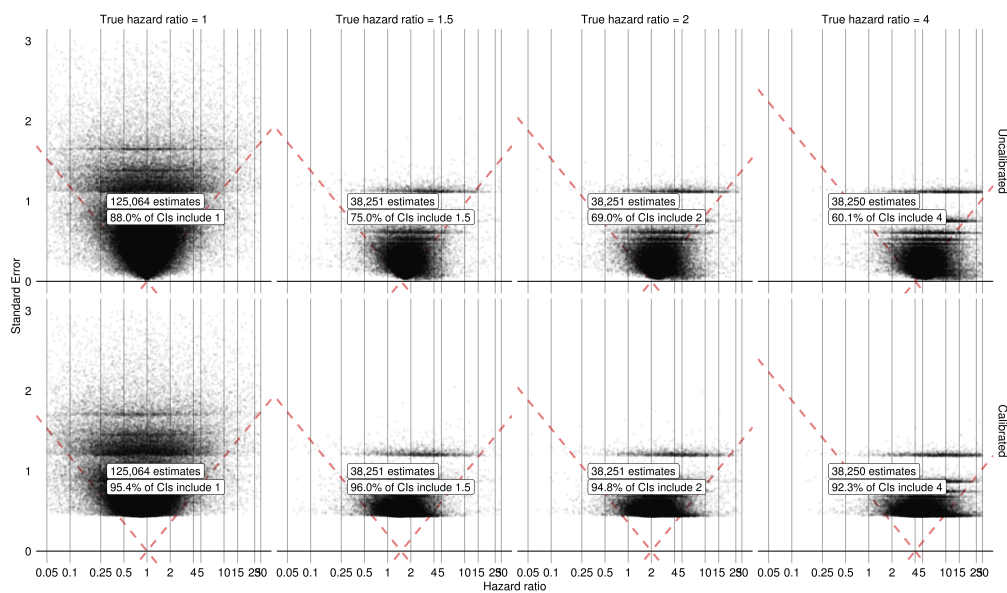 True hazard ratio = 1
True hazard ratio = 1.5
True hazard ratio = 2
True hazard ratio = 4
3
2
1
0
Uncalibrated
125,064 estimates
88.0% of CIs include 1
38,251 estimates
75.0% of CIs include 1.5
38,251 estimates
69.0% of CIs include 2
38,250 estimates
60.1% of CIs include 4
Standard Error
3
2
1
0
Calibrated
125,064 estimates
95.4% of CIs include 1
38,251 estimates
96.0% of CIs include 1.5
38,251 estimates
94.8% of CIs include 2
38,250 estimates
92.3% of CIs include 4
0.05 0.1 0.25 0.5 1 2 4 5 10 15 25 30
0.05 0.1 0.25 0.5 1 2 4 5 10 15 25 30
0.05 0.1 0.25 0.5 1 2 4 5 10 15 25 30
0.05 0.1 0.25 0.5 1 2 4 5 10 15 25 30
Hazard ratio